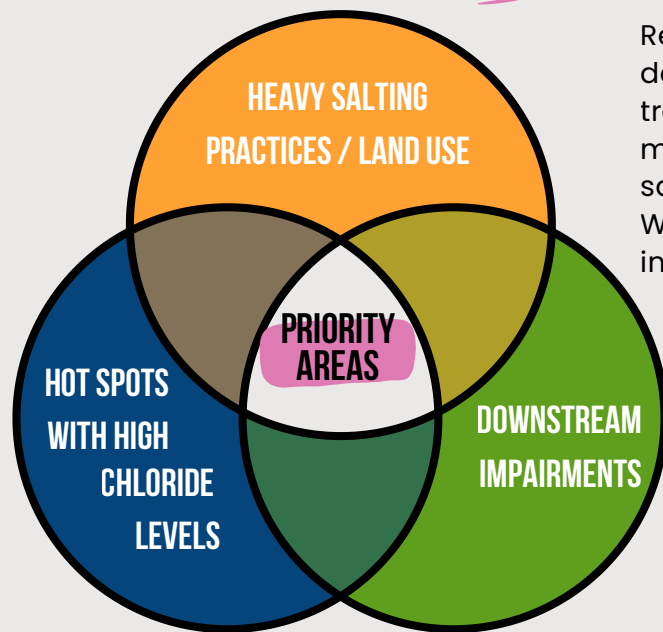 HEAVY SALTING
PRACTICES / LAND USE
PRIORITY
AREAS
HOT SPOTS
WITH HIGH
CHLORIDE
LEVELS
DOWNSTREAM
IMPAIRMENTS